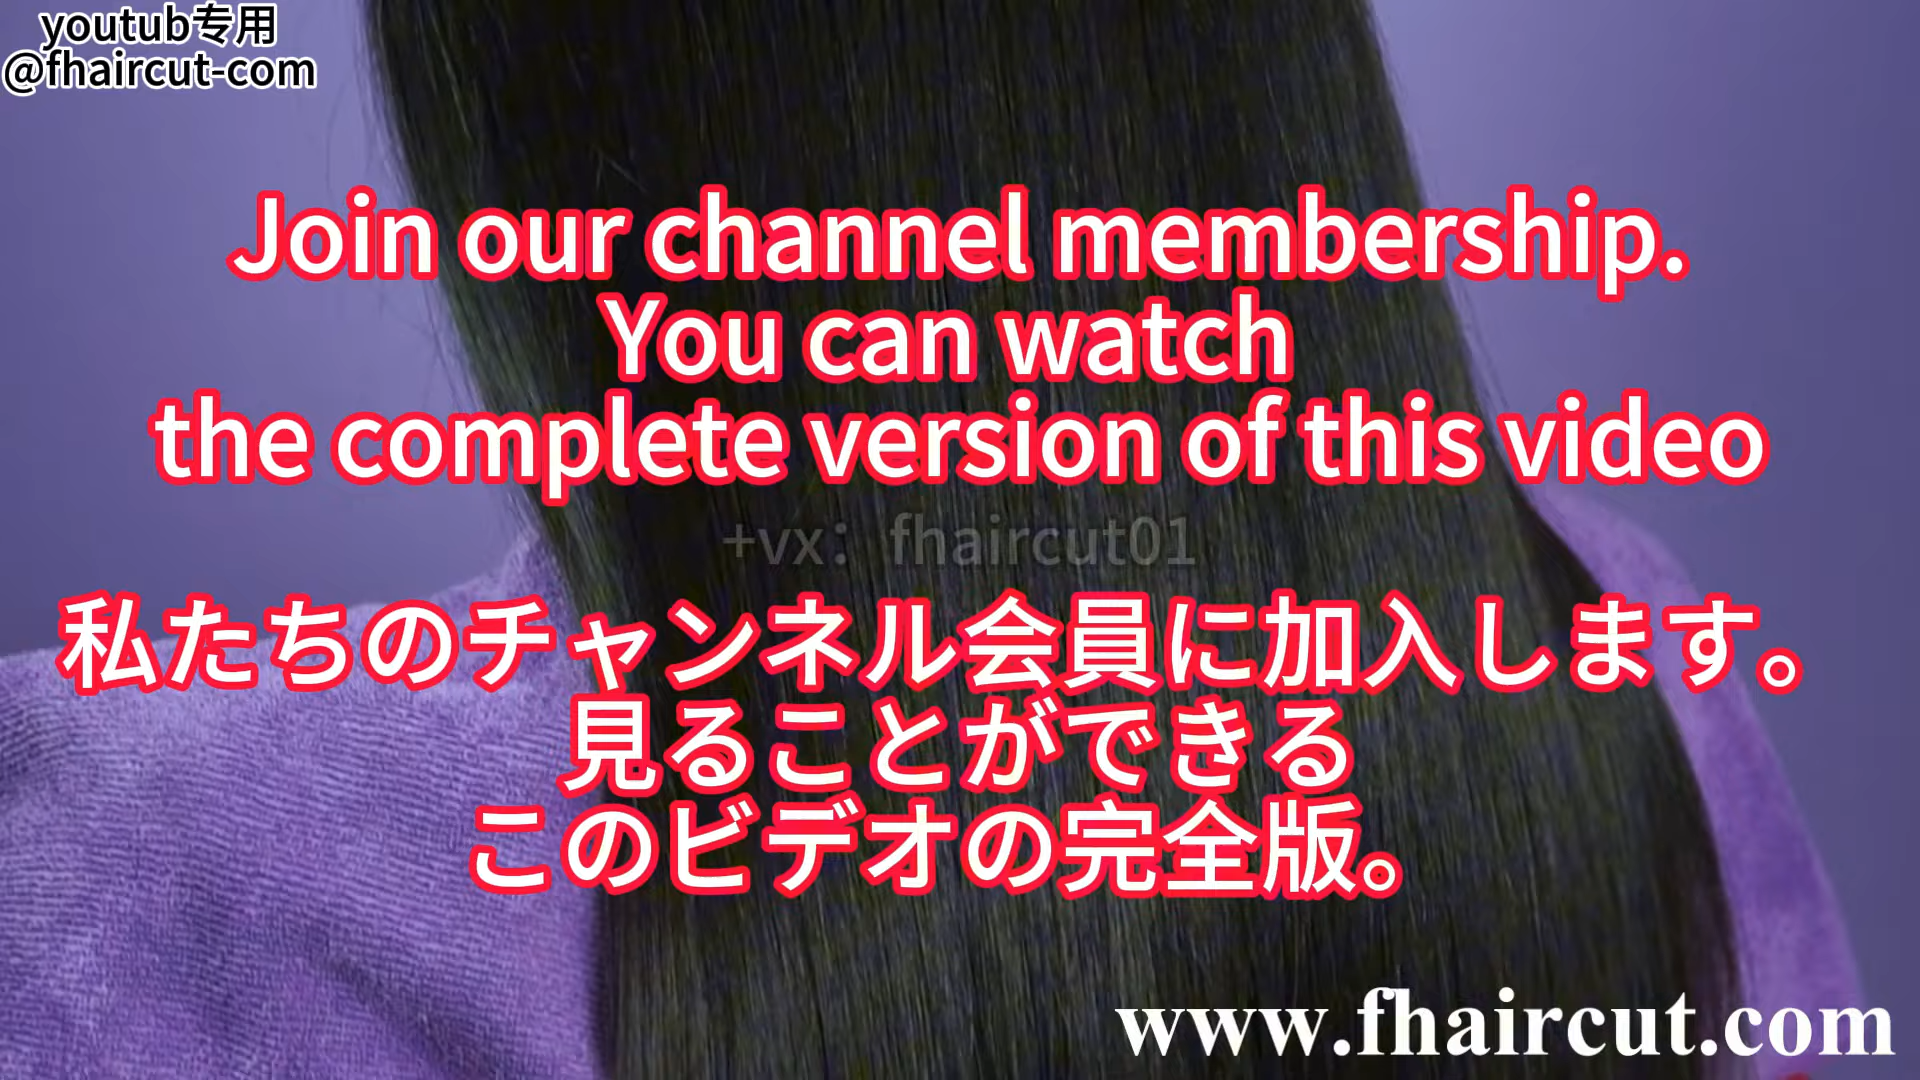 youtub专用
@fhaircut-com
Join our channel membership.
You can watch
the complete version of this video
+vx：fhaircut01
私たちのチャンネル会員に加入します。
見ることができる
このビデオの完全版。
www.fhaircut.com